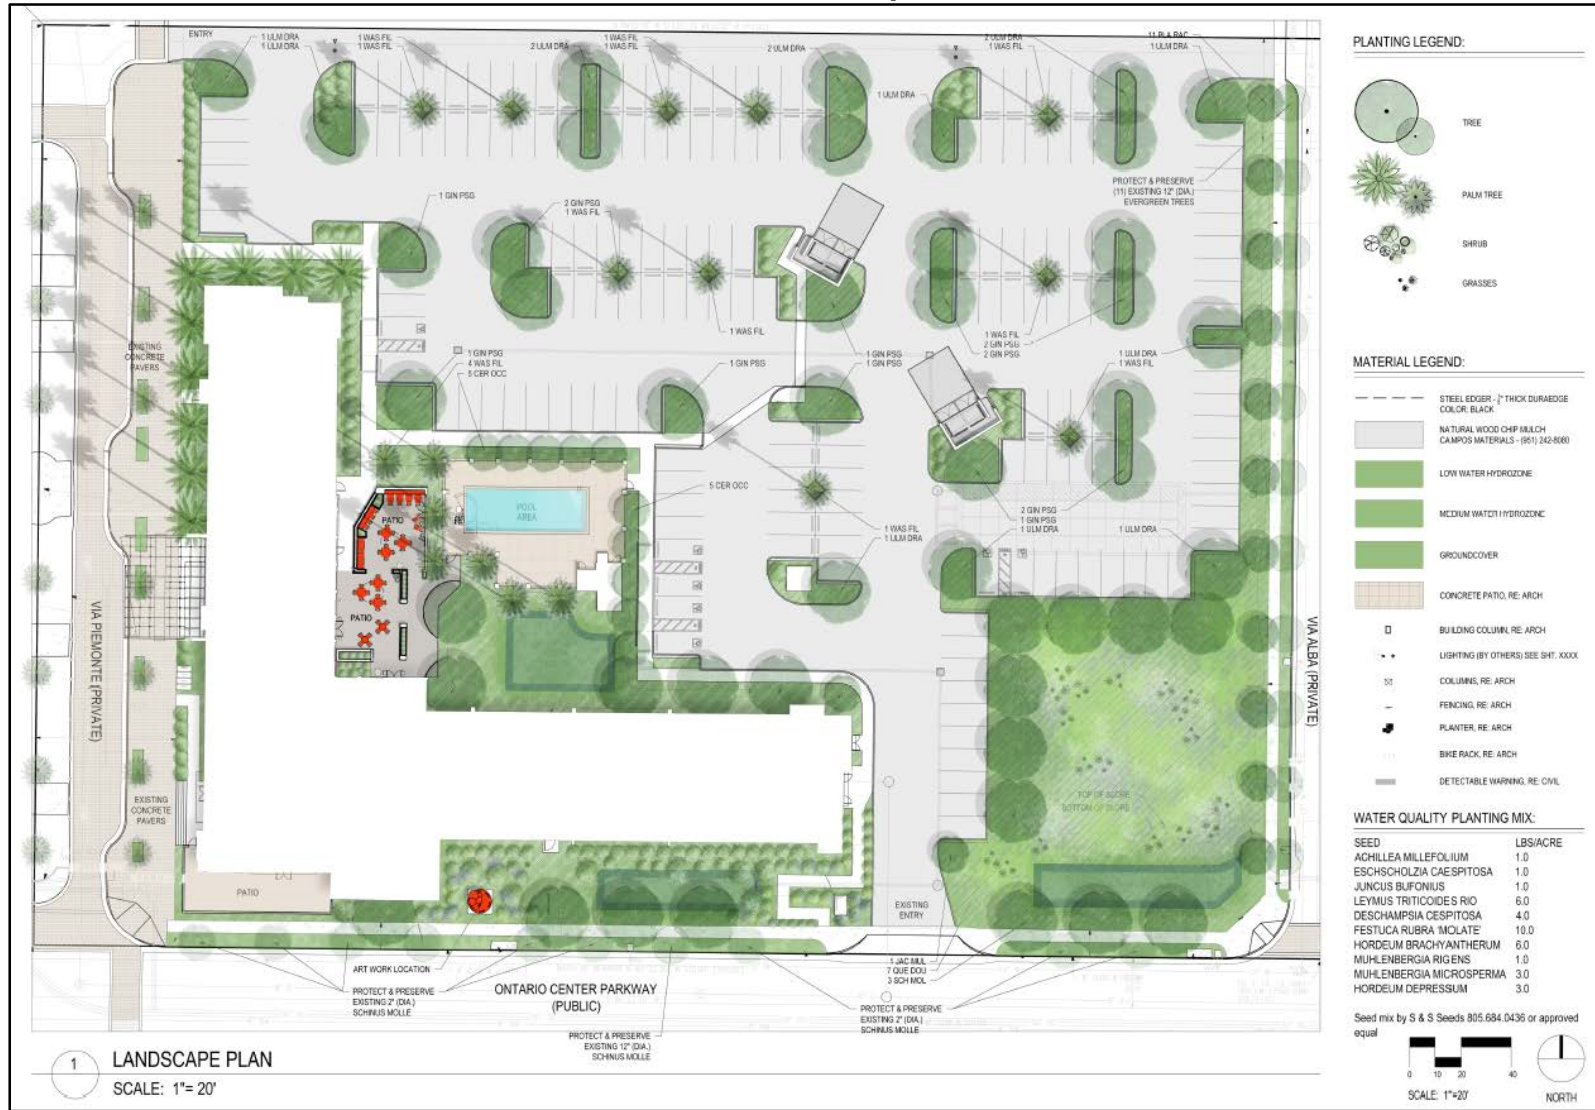 ENTRY
1 ULM DRA
1 ULM DRA
1 WAS FIL
1 WAS FIL
2 ULM DRA
1 WAS FIL
1 WAS FIL
2 ULM DRA
1 ULM DRA
2 ULM DRA
1 WAS FIL
11 PLA RAC
1 ULM DRA
PROTECT & PRESERVE
(11) EXISTING 12" (DIA.)
EVERGREEN TREES
1 GIN PSG
2 GIN PSG
1 WAS FIL
1 WAS FIL
1 WAS FIL
2 GIN PSG
2 GIN PSG
1 ULM DRA
1 WAS FIL
1 GIN PSG
4 WAS FIL
5 CER OCC
1 GIN PSG
1 GIN PSG
1 GIN PSG
EXISTING
CONCRETE
PAVERS
5 CER OCC
POOL
AREA
PATIO
PATIO
2 GIN PSG
1 GIN PSG
1 ULM DRA
1 ULM DRA
1 WAS FIL
1 ULM DRA
VIA PIEMONTE (PRIVATE)
VIA ALBA (PRIVATE)
TOP OF SLOPE
BOTTOM OF SLOPE
EXISTING
CONCRETE
PAVERS
PATIO
EXISTING
ENTRY
ART WORK LOCATION
PROTECT & PRESERVE
EXISTING 2" (DIA.)
SCHINUS MOLLE
ONTARIO CENTER PARKWAY
(PUBLIC)
PROTECT & PRESERVE
EXISTING 12" (DIA.)
SCHINUS MOLLE
1 JAC MUL
7 QUE DOU
3 SCH MOL
PROTECT & PRESERVE
EXISTING 2" (DIA.)
SCHINUS MOLLE
1
LANDSCAPE PLAN
SCALE: 1"= 20'
PLANTING LEGEND:
TREE
PALM TREE
SHRUB
GRASSES
MATERIAL LEGEND:
STEEL EDGER - THICK DURAEDGE
COLOR: BLACK
NATURAL WOOD CHIP MULCH
CAMPOS MATERIALS - (951) 242-8080
LOW WATER HYDROZONE
MEDIUM WATER HYDROZONE
GROUNDCOVER
CONCRETE PATIO, RE: ARCH
BUILDING COLUMN, RE: ARCH
LIGHTING (BY OTHERS) SEE SHT. XXXX
COLUMNS, RE: ARCH
FENCING, RE: ARCH
PLANTER, RE: ARCH
BIKE RACK, RE: ARCH
DETECTABLE WARNING, RE: CIVIL
WATER QUALITY PLANTING MIX:
SEED LBS/ACRE
ACHILLEA MILLEFOLIUM 1.0
ESCHSCHOLZIA CAESPITOSA 1.0
JUNCUS BUFONIUS 1.0
LEYMUS TRITICOIDES RIO 6.0
DESCHAMPSIA CESPITOSA 4.0
FESTUCA RUBRA 'MOLATE' 10.0
HORDEUM BRACHYANTHERUM 6.0
MUHLENBERGIA RIGENS 1.0
MUHLENBERGIA MICROSPERMA 3.0
HORDEUM DEPRESSUM 3.0
Seed mix by S & S Seeds 805.684.0436 or approved
equal
0 10 20 40
SCALE: 1"=20'
NORTH